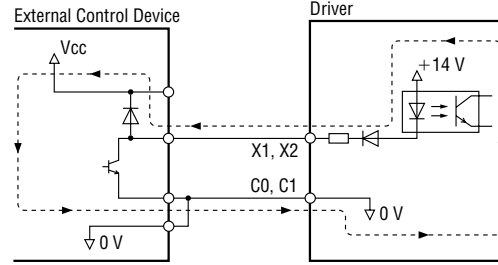 External Control Device
Driver
Vcc
+14 V
X1, X2
C0, C1
0 V
0 V